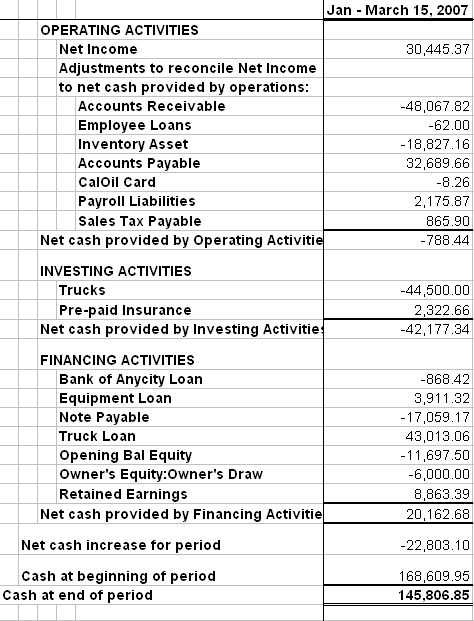 Jan - March 15, 2007
OPERATING ACTIVITIES
Net Income 30,445.37
Adjustments to reconcile Net Income
to net cash provided by operations:
Accounts Receivable -48,067.82
Employee Loans -62.00
Inventory Asset -18,827.16
Accounts Payable 32,689.66
CalOil Card -8.26
Payroll Liabilities 2,175.87
Sales Tax Payable 865.90
Net cash provided by Operating Activitie -788.44
INVESTING ACTIVITIES
Trucks -44,500.00
Pre-paid Insurance 2,322.66
Net cash provided by Investing Activities -42,177.34
FINANCING ACTIVITIES
Bank of Anycity Loan -868.42
Equipment Loan 3,911.32
Note Payable -17,059.17
Truck Loan 43,013.06
Opening Bal Equity -11,697.50
Owner's Equity:Owner's Draw -6,000.00
Retained Earnings 8,863.39
Net cash provided by Financing Activitie 20,162.68
Net cash increase for period -22,803.10
Cash at beginning of period 168,609.95
Cash at end of period 145,806.85